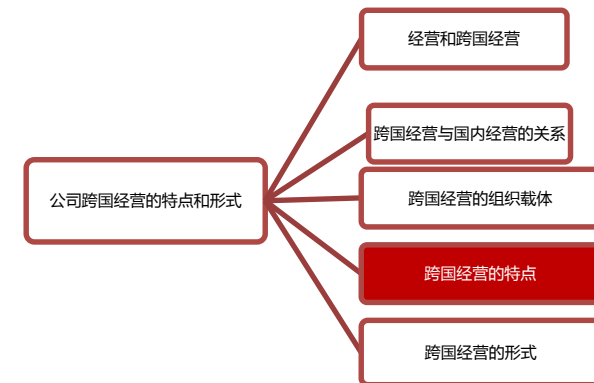 经营和跨国经营
跨国经营与国内经营的关系
公司跨国经营的特点和形式
跨国经营的组织载体
跨国经营的特点
跨国经营的形式